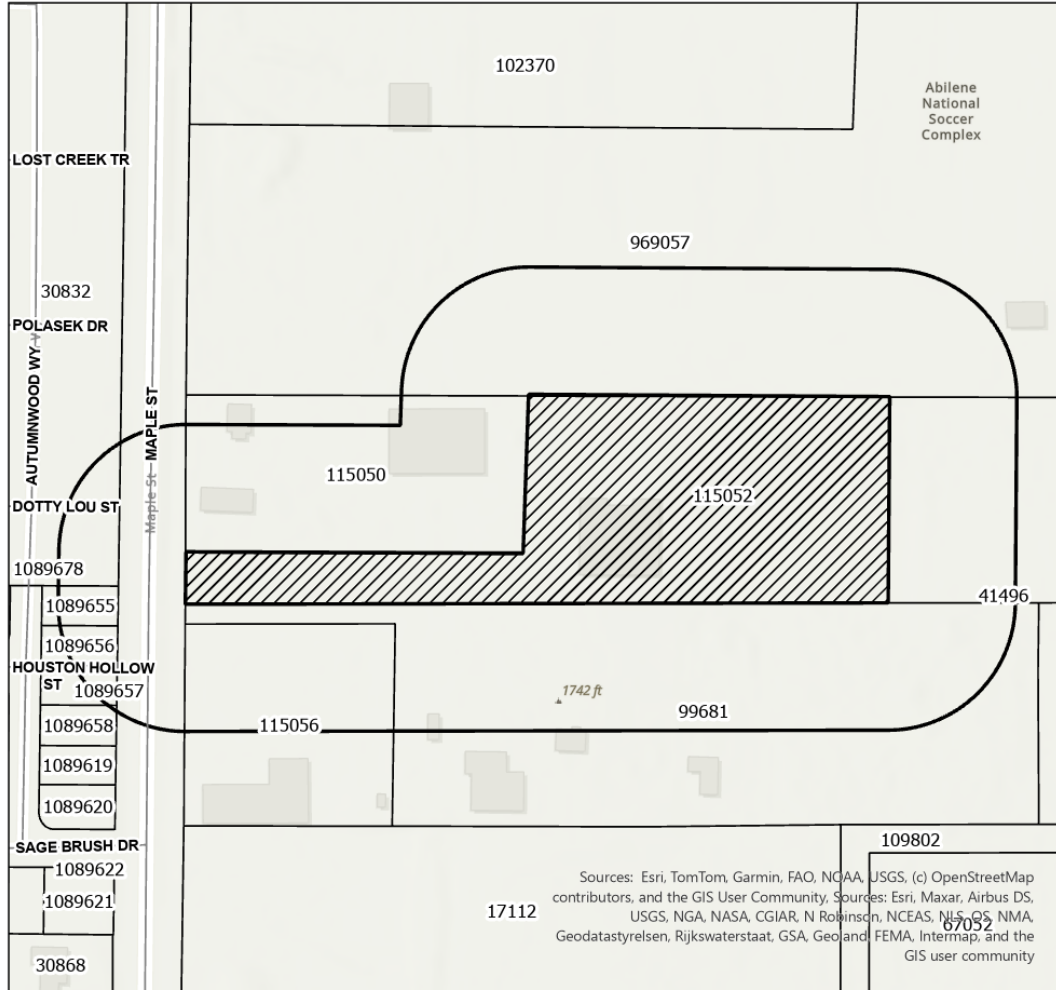 102370
Abilene
National
Soccer
Complex
LOST CREEK TR
969057
30832
POLASEK DR
AUTUMNWOOD WY
MAPLE ST
Maple St
115050
115052
DOTTY LOU ST
1089678
41496
1089655
1089656
HOUSTON HOLLOW
ST
1089657
1742 ft
99681
115056
1089658
1089619
1089620
SAGE BRUSH DR
109802
1089622
1089621
Sources: Esri, TomTom, Garmin, FAO, NOAA, USGS, (c) OpenStreetMap
contributors, and the GIS User Community, Sources: Esri, Maxar, Airbus DS,
USGS, NGA, NASA, CGIAR, N Robinson, NCEAS, NLS, OS, NMA,
Geodatastyrelsen, Rijkswaterstaat, GSA, Geoland, FEMA, Intermap, and the
GIS user community
17112
67052
30868